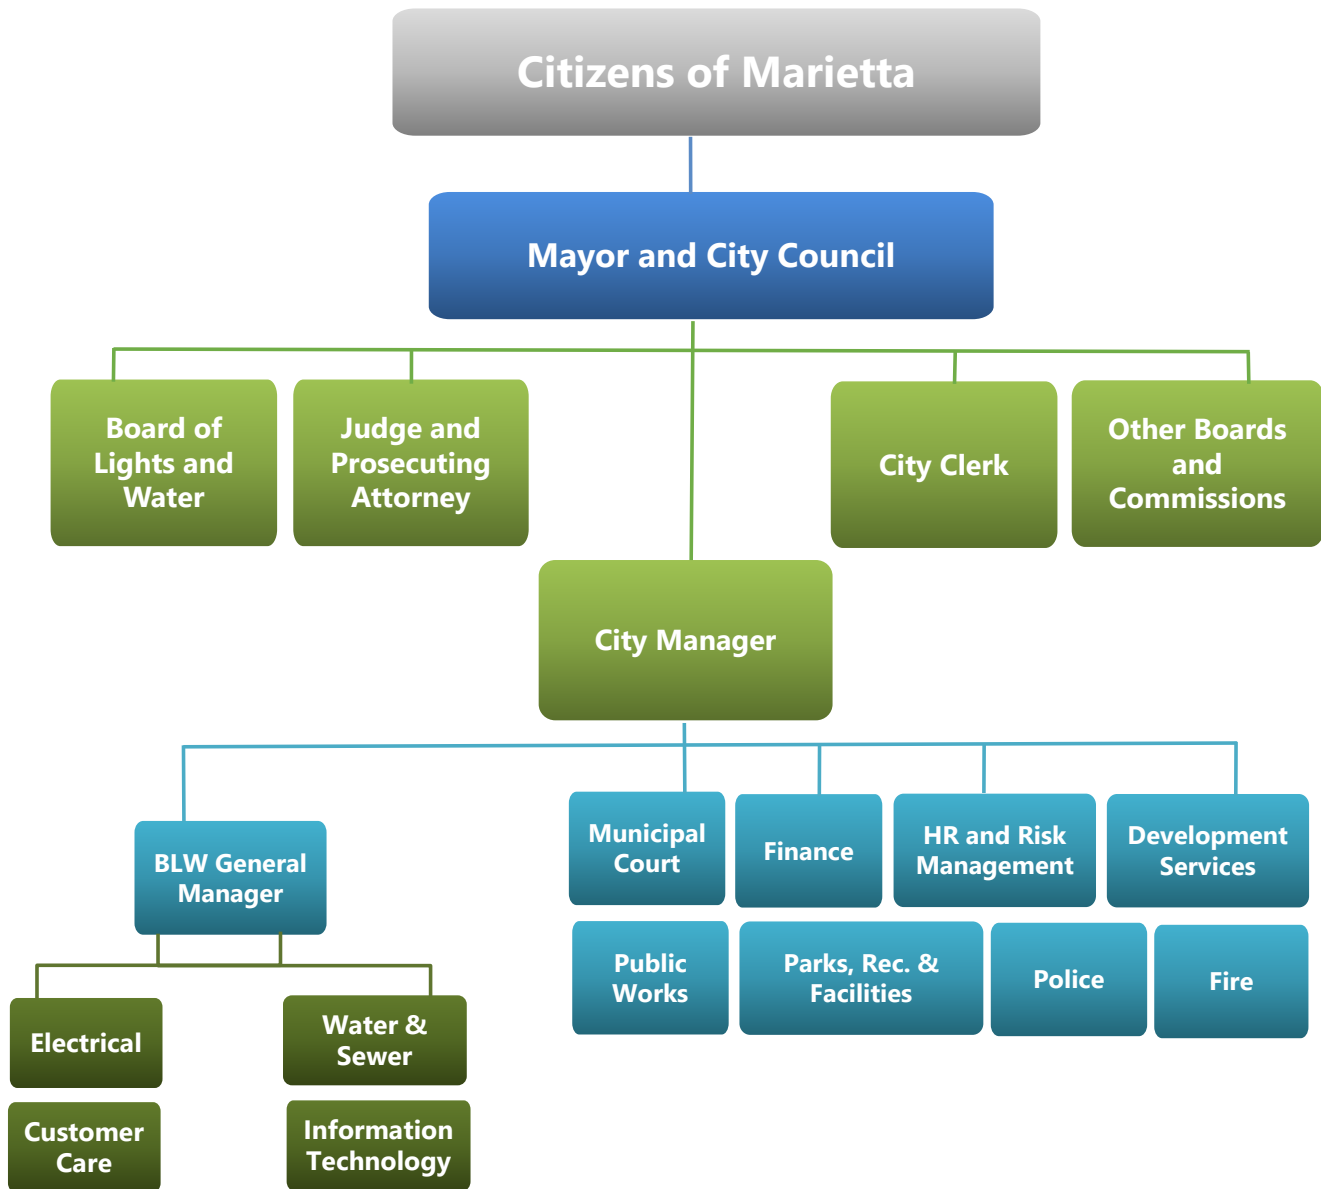 Citizens of Marietta
Mayor and City Council
Board of
Lights and
Water
Judge and
Prosecuting
Attorney
City Clerk
Other Boards
and
Commissions
City Manager
BLW General
Manager
Municipal
Court
Finance
HR and Risk
Management
Development
Services
Public
Works
Parks, Rec. &
Facilities
Police
Fire
Electrical
Water &
Sewer
Customer
Care
Information
Technology